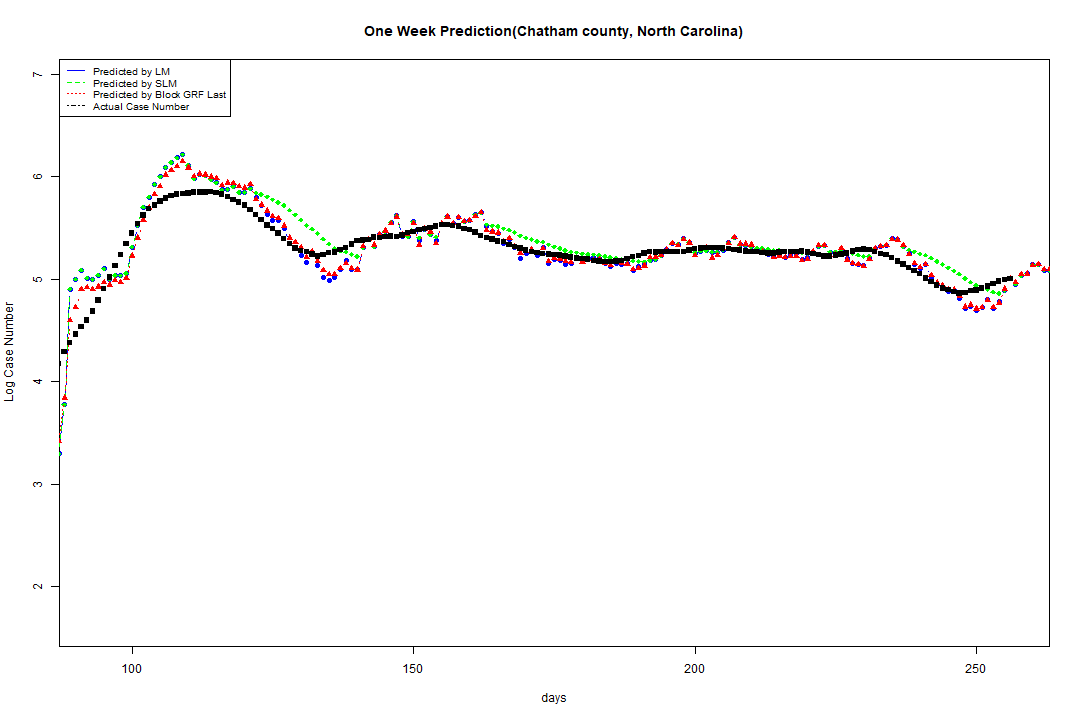 One Week Prediction(Chatham county, North Carolina)
Predicted by LM
Predicted by SLM
Predicted by Block GRF Last
Actual Case Number
7
6
5
4
3
2
Log Case Number
100 150 200 250
days